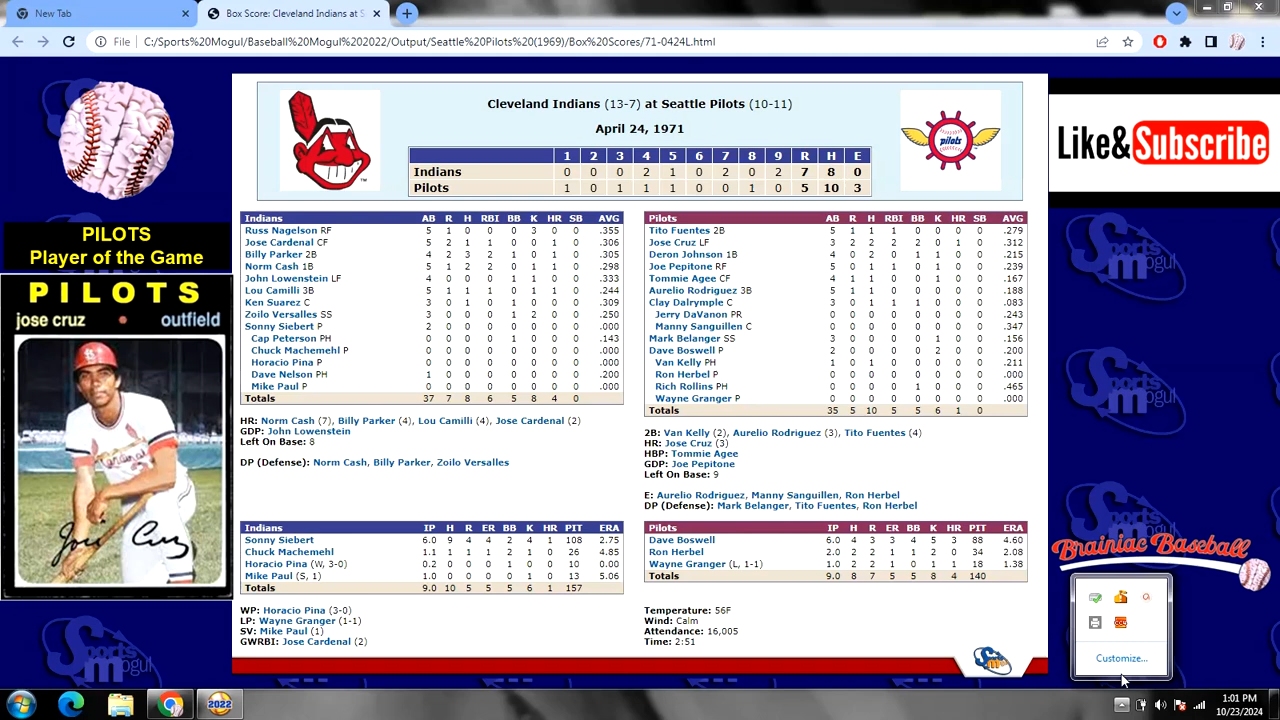 New Tab
Box Score: Cleveland Indians at S
File C:/Sports%20Mogul/Baseball%20Mogul%202022/Output/Seattle%20Pilots%20(1969)/Box%20Scores/71-0424L.html
Cleveland Indians (13-7) at Seattle Pilots (10-11)
April 24, 1971
1 2 3 4 5 6 7 8 9 R H E
Indians 0 0 0 2 1 0 2 0 2 7 8 0
Pilots 1 0 1 1 1 0 0 1 0 5 10 3
pilots
Like& Subscribe
PILOTS
Player of the Game
PILOTS
jose cruz • outfield
Jose Cruz
Indians AB R H RBI BB K HR SB AVG
Russ Nagelson RF 5 1 0 0 0 3 0 0 .355
Jose Cardenal CF 5 2 1 1 0 0 1 0 .306
Billy Parker 2B 4 2 3 2 1 0 1 0 .305
Norm Cash 1B 5 1 2 2 0 1 1 0 .298
John Lowenstein LF 4 0 0 0 1 1 0 0 .333
Lou Camilli 3B 5 1 1 1 0 1 1 0 .244
Ken Suarez C 3 0 1 0 1 0 0 0 .309
Zoilo Versalles SS 3 0 0 0 1 2 0 0 .250
Sonny Siebert P 2 0 0 0 0 0 0 0 .000
Cap Peterson PH 0 0 0 0 1 0 0 0 .143
Chuck Machemehl P 0 0 0 0 0 0 0 0 .000
Horacio Pina P 0 0 0 0 0 0 0 0 .000
Dave Nelson PH 1 0 0 0 0 0 0 0 .200
Mike Paul P 0 0 0 0 0 0 0 0 .000
Totals 37 7 8 6 5 8 4 0
HR: Norm Cash (7), Billy Parker (4), Lou Camilli (4), Jose Cardenal (2)
GDP: John Lowenstein
Left On Base: 8
DP (Defense): Norm Cash, Billy Parker, Zoilo Versalles
Pilots AB R H RBI BB K HR SB AVG
Tito Fuentes 2B 5 1 1 1 0 0 0 0 .279
Jose Cruz LF 3 2 2 2 2 0 1 0 .312
Deron Johnson 1B 4 0 2 0 1 1 0 0 .215
Joe Pepitone RF 5 0 1 1 0 0 0 0 .239
Tommie Agee CF 4 1 1 0 0 2 0 0 .167
Aurelio Rodriguez 3B 5 1 1 0 0 0 0 0 .188
Clay Dalrymple C 3 0 1 1 1 0 0 0 .083
Jerry DaVanon PR 0 0 0 0 0 0 0 0 .243
Manny Sanguillen C 0 0 0 0 0 0 0 0 .347
Mark Belanger SS 3 0 0 0 0 1 0 0 .156
Dave Boswell P 2 0 0 0 0 2 0 0 .200
Van Kelly PH 1 0 1 0 0 0 0 0 .211
Ron Herbel P 0 0 0 0 0 0 0 0 .000
Rich Rollins PH 0 0 0 0 1 0 0 0 .465
Wayne Granger P 0 0 0 0 0 0 0 0 .000
Totals 35 5 10 5 5 6 1 0
2B: Van Kelly (2), Aurelio Rodriguez (3), Tito Fuentes (4)
HR: Jose Cruz (3)
HBP: Tommie Agee
GDP: Joe Pepitone
Left On Base: 9
E: Aurelio Rodriguez, Manny Sanguillen, Ron Herbel
DP (Defense): Mark Belanger, Tito Fuentes, Ron Herbel
Indians IP H R ER BB K HR PIT ERA
Sonny Siebert 6.0 9 4 4 2 4 1 108 2.75
Chuck Machemehl 1.1 1 1 1 2 1 0 26 4.85
Horacio Pina (W, 3-0) 0.2 0 0 0 1 0 0 10 0.00
Mike Paul (S, 1) 1.0 0 0 0 0 1 0 13 5.06
Totals 9.0 10 5 5 5 6 1 157
WP: Horacio Pina (3-0)
LP: Wayne Granger (1-1)
SV: Mike Paul (1)
GWRBI: Jose Cardenal (2)
Pilots IP H R ER BB K HR PIT ERA
Dave Boswell 6.0 4 3 3 4 5 3 88 4.60
Ron Herbel 2.0 2 2 1 1 2 0 34 2.08
Wayne Granger (L, 1-1) 1.0 2 2 1 0 1 1 18 1.38
Totals 9.0 8 7 5 5 8 4 140
Temperature: 56F
Wind: Calm
Attendance: 16,005
Time: 2:51
Brainiac Baseball
Sports Mogul
Customize...
2022
1:01 PM
10/23/2024